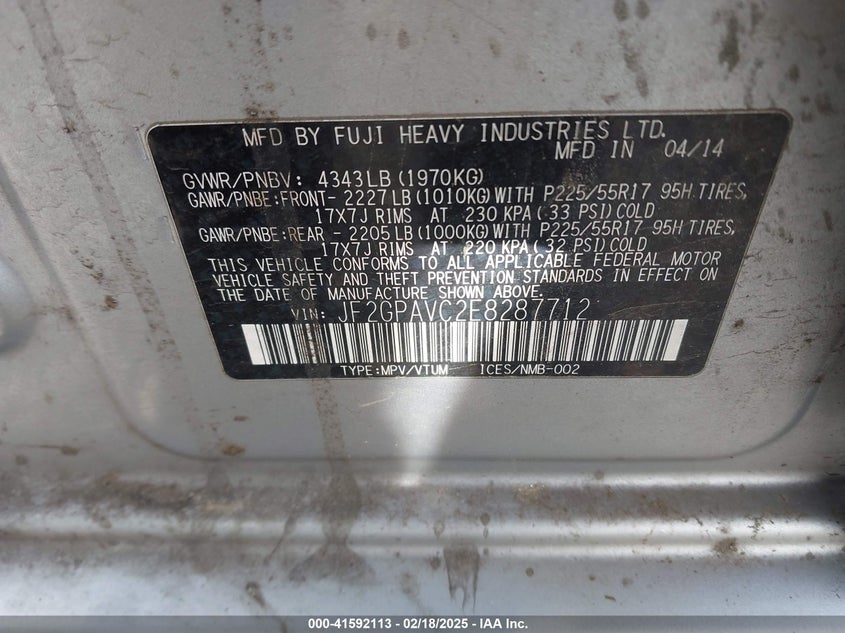 MFD BY FUJI HEAVY INDUSTRIES LTD.
MFD IN 04/14
GVWR/PNBV: 4343LB (1970KG)
GAWR/PNBE:FRONT- 2227LB (1010KG) WITH P225/55R17 95H TIRES,
17X7J RIMS AT 230 KPA( 33 PSI) COLD
GAWR/PNBE:REAR - 2205LB (1000KG) WITH P225/55R17 95H TIRES,
17X7J RIMS AT 220 KPA( 32 PSI) COLD
THIS VEHICLE CONFORMS TO ALL APPLICABLE FEDERAL MOTOR
VEHICLE SAFETY AND THEFT PREVENTION STANDARDS IN EFFECT ON
THE DATE OF MANUFACTURE SHOWN ABOVE.
VIN: JF2GPAVC2E8287712
TYPE:MPV/VTUM ICES/NMB-002
000-41592113 - 02/18/2025 - IAA Inc.